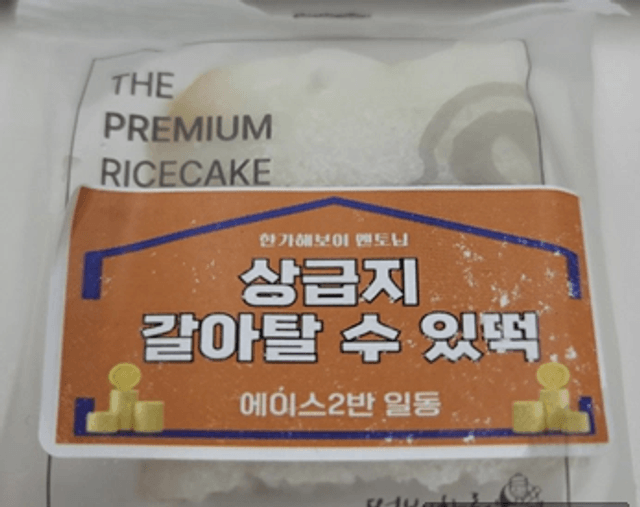 THE
PREMIUM
RICECAKE
한가해보이 멘토님
상급지
갈아탈 수 있떡
에이스2반 일동